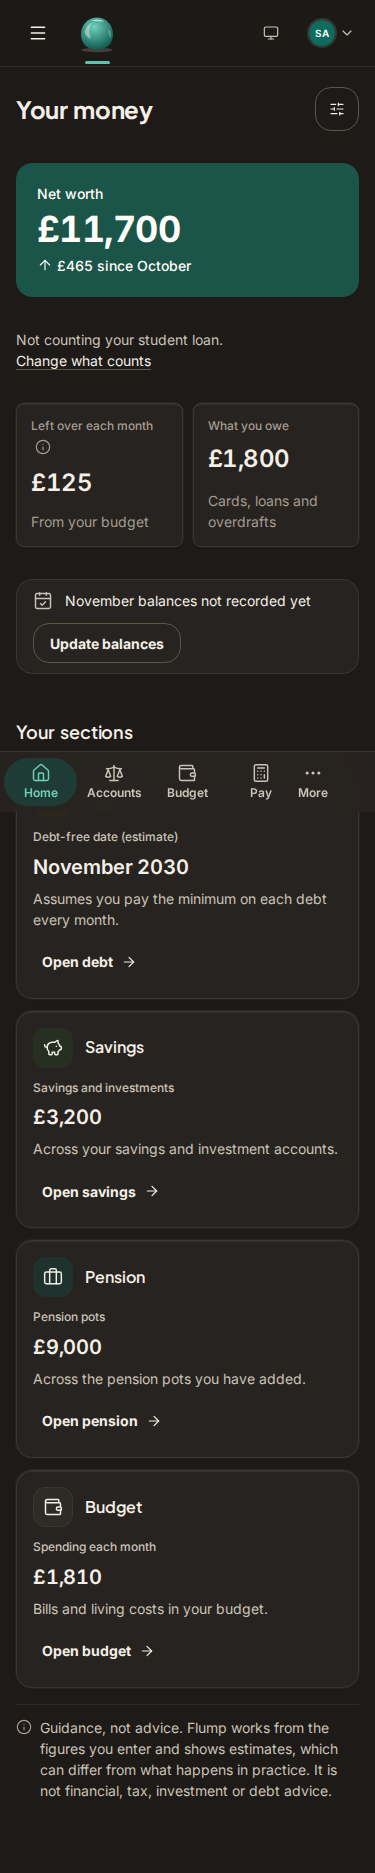 SA
Your money
Net worth
£11,700
↑ £465 since October
Not counting your student loan.
Change what counts
Left over each month
£125
From your budget
What you owe
£1,800
Cards, loans and
overdrafts
November balances not recorded yet
Update balances
Your sections
Home
Accounts
Budget
Pay
More
Debt-free date (estimate)
November 2030
Assumes you pay the minimum on each debt
every month.
Open debt →
Savings
Savings and investments
£3,200
Across your savings and investment accounts.
Open savings →
Pension
Pension pots
£9,000
Across the pension pots you have added.
Open pension →
Budget
Spending each month
£1,810
Bills and living costs in your budget.
Open budget →
Guidance, not advice. Flump works from the
figures you enter and shows estimates, which
can differ from what happens in practice. It is
not financial, tax, investment or debt advice.